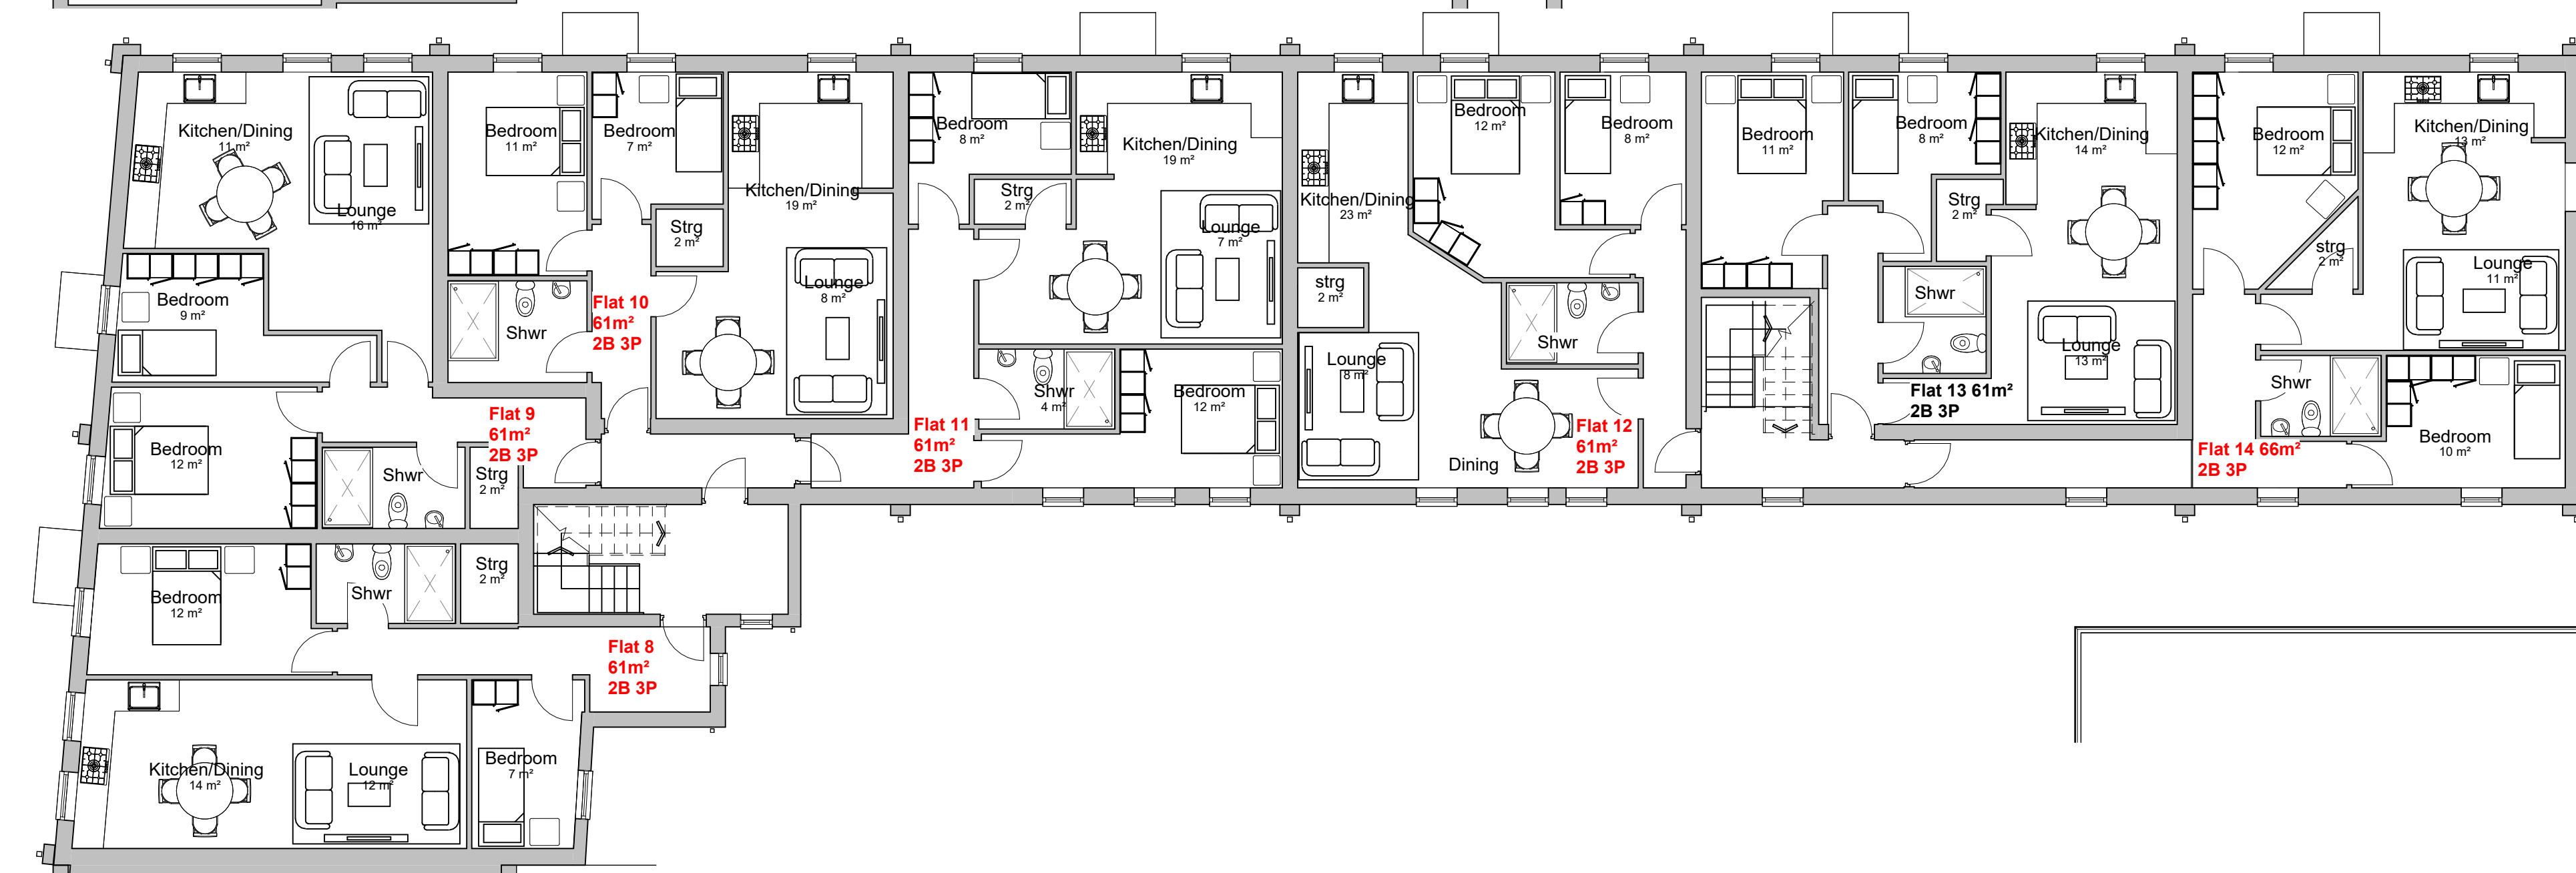 Kitchen/Dining
11 m²
Lounge
16 m²
Bedroom
9 m²
Bedroom
12 m²
Shwr
Strg
2 m²
Flat 9
61m²
2B 3P
Bedroom
11 m²
Shwr
Bedroom
7 m²
Strg
2 m²
Flat 10
61m²
2B 3P
Kitchen/Dining
19 m²
Lounge
8 m²
Bedroom
8 m²
Strg
2 m²
Kitchen/Dining
19 m²
Lounge
7 m²
Shwr
4 m²
Bedroom
12 m²
Flat 11
61m²
2B 3P
Kitchen/Dining
23 m²
strg
2 m²
Lounge
8 m²
Dining
Bedroom
12 m²
Bedroom
8 m²
Shwr
Flat 12
61m²
2B 3P
Bedroom
11 m²
Bedroom
8 m²
Strg
2 m²
Shwr
Kitchen/Dining
14 m²
Lounge
13 m²
Flat 13 61m²
2B 3P
Bedroom
12 m²
strg
2 m²
Kitchen/Dining
13 m²
Lounge
11 m²
Shwr
Bedroom
10 m²
Flat 14 66m²
2B 3P
Bedroom
12 m²
Shwr
Strg
2 m²
Flat 8
61m²
2B 3P
Kitchen/Dining
14 m²
Lounge
12 m²
Bedroom
7 m²